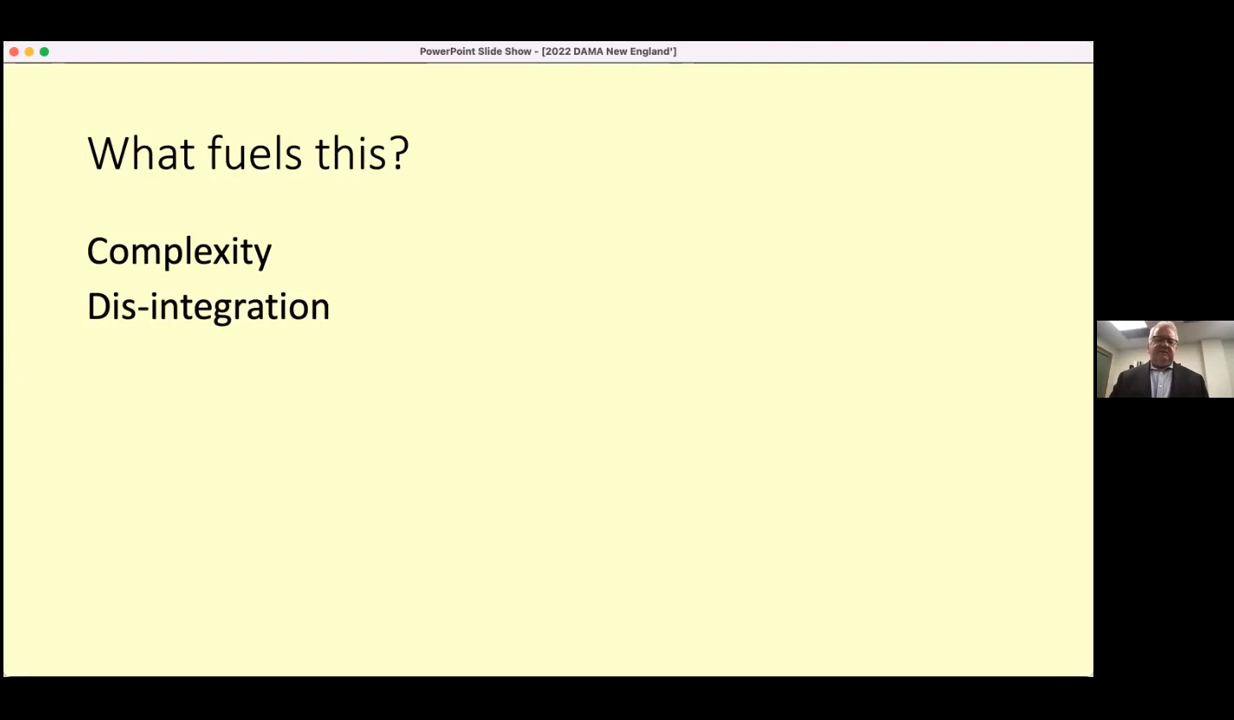 PowerPoint Slide Show - [2022 DAMA New England']
What fuels this?
Complexity
Dis-integration